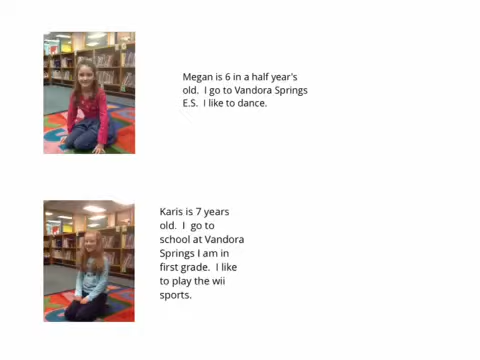 Megan is 6 in a half year's
old.  I go to Vandora Springs
E.S.  I like to dance.
Karis is 7 years
old.  I  go to
school at Vandora
Springs I am in
first grade.  I like
to play the wii
sports.